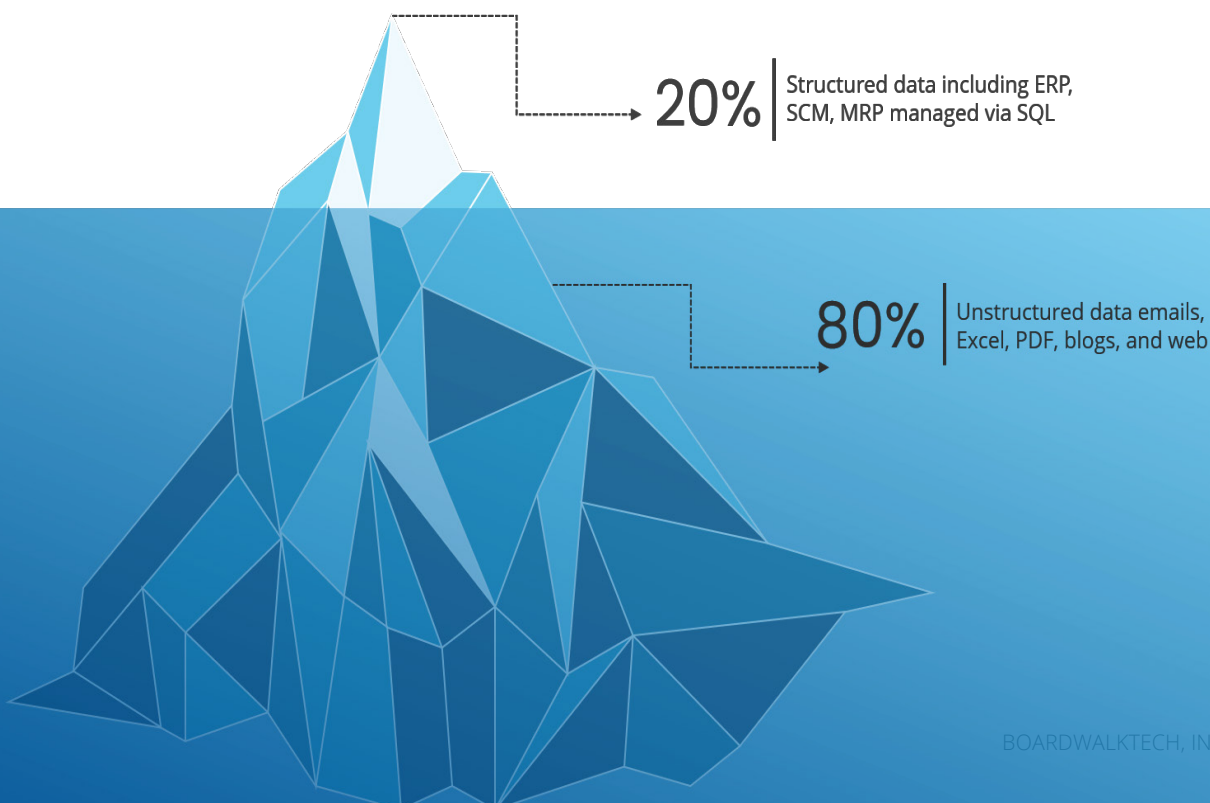 20%
Structured data including ERP,
SCM, MRP managed via SQL
80%
Unstructured data emails,
Excel, PDF, blogs, and web
BOARDWALKTECH, IN